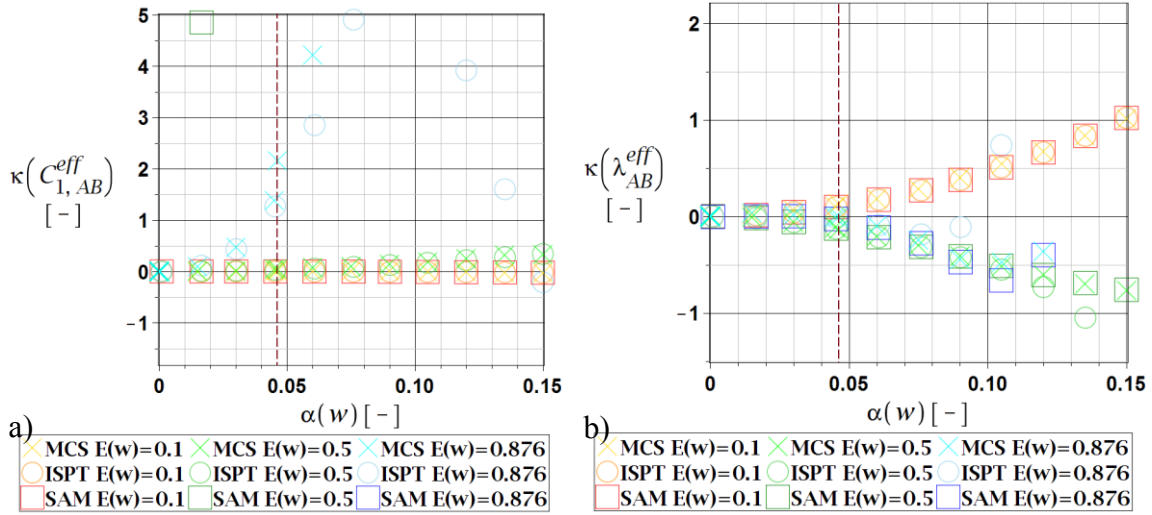 5
4
3
2
1
0
−1
κ(C₁,ABᵉᶠᶠ)
[−]
0 0.05 0.10 0.15
α(w) [−]
a)
MCS E(w)=0.1 MCS E(w)=0.5 MCS E(w)=0.876
ISPT E(w)=0.1 ISPT E(w)=0.5 ISPT E(w)=0.876
SAM E(w)=0.1 SAM E(w)=0.5 SAM E(w)=0.876
2
1
0
−1
κ(λABᵉᶠᶠ)
[−]
0 0.05 0.10 0.15
α(w) [−]
b)
MCS E(w)=0.1 MCS E(w)=0.5 MCS E(w)=0.876
ISPT E(w)=0.1 ISPT E(w)=0.5 ISPT E(w)=0.876
SAM E(w)=0.1 SAM E(w)=0.5 SAM E(w)=0.876